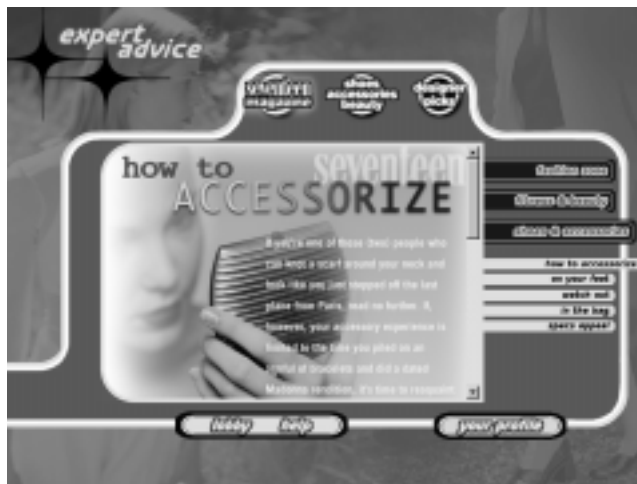 expert
advice
seventeen
magazine
shoes
accessories
beauty
designer
picks
how to
seventeen
ACCESSORIZE
If you're one of those (few) people who
can knot a scarf around your neck and
look like you just stepped off the last
plane from Paris, read no further. If,
however, your accessory experience is
limited to the time you piled on an
armful of bracelets and did a dated
Madonna rendition, it's time to
fashion zone
fitness & beauty
shoes & accessories
how to accessorize
on your feet
watch out
in the bag
specs appeal
lobby
help
your profile